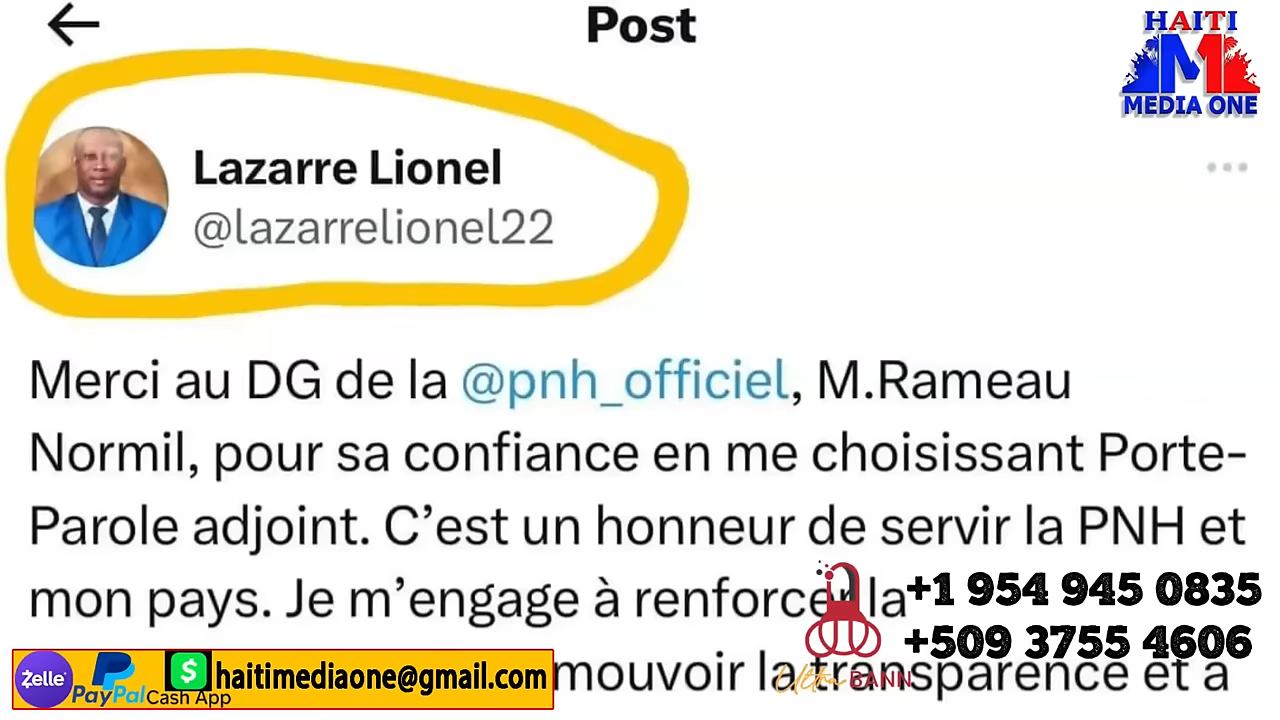 Post
HAITI
M
MEDIA ONE
Lazarre Lionel
@lazarrelionel22
Merci au DG de la @pnh_officiel, M.Rameau
Normil, pour sa confiance en me choisissant Porte-
Parole adjoint. C’est un honneur de servir la PNH et
mon pays. Je m’engage à renforcer la
+1 954 945 0835
+509 3755 4606
mouvoir la transparence et a
Zelle
PayPal
$
Cash App
haitimediaone@gmail.com
Ultra BANN